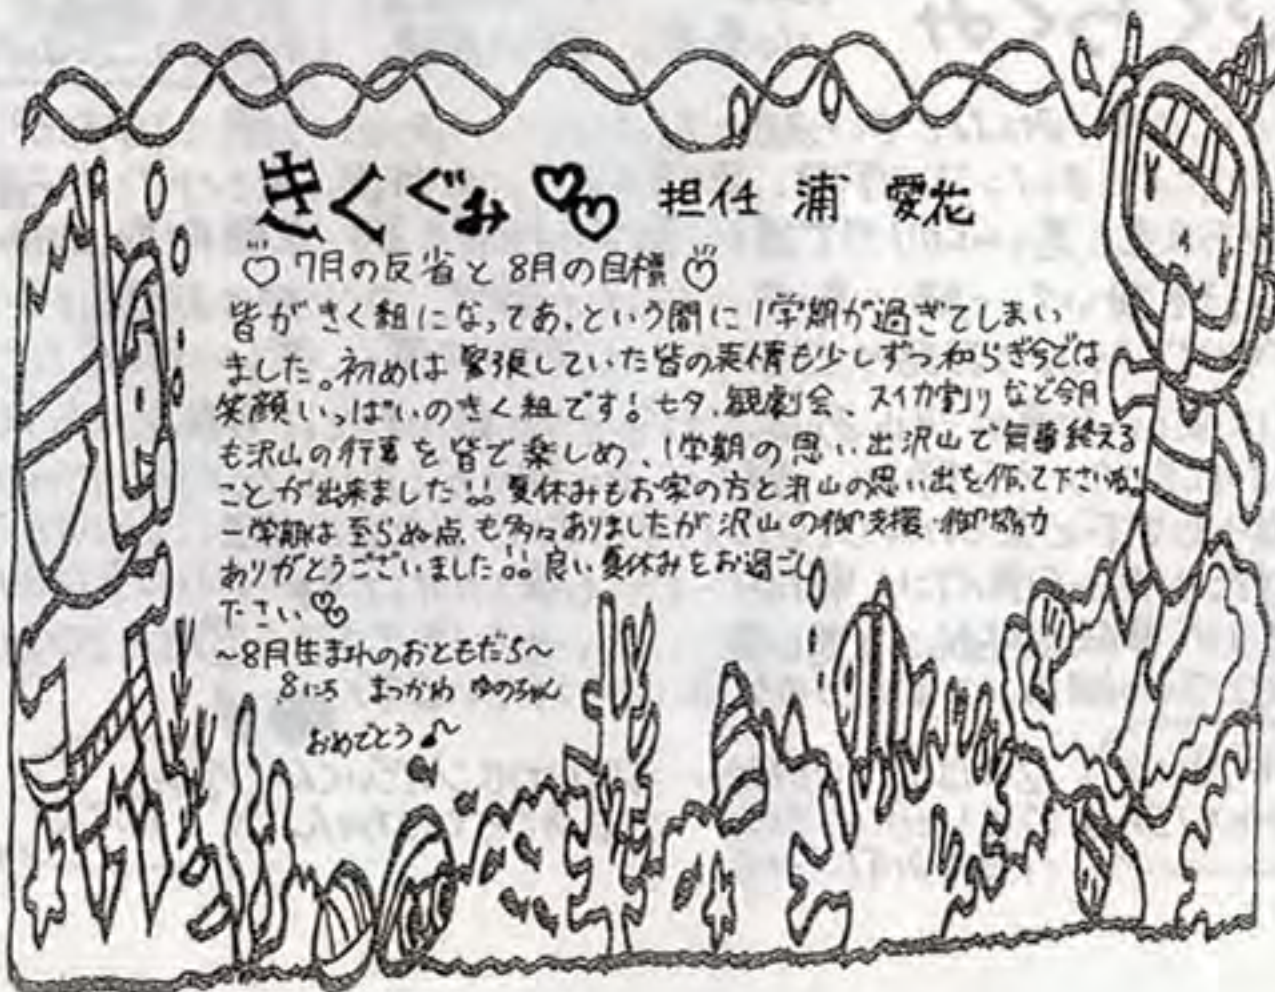 きくぐみ 担任 浦 愛花
♡ 7月の反省と8月の目標 ♡
皆がきく組になってあっという間に1学期が過ぎてしまい
ました。初めは緊張していた皆の表情も少しずつ和らぎ今では
笑顔いっぱいのきく組です！七夕、観劇会、スイカ割りなど今月
も沢山の行事を皆で楽しめ、1学期の思い出沢山で無事終える
ことが出来ました!! 夏休みもお家の方と沢山の思い出を作って下さいね!
一学期は至らぬ点も多々ありましたが沢山の御支援・御協力
ありがとうございました!! 良い夏休みをお過ごし
下さい♡
～8月生まれのおともだち～
8にち まつかわ ゆのちゃん
おめでとう♪